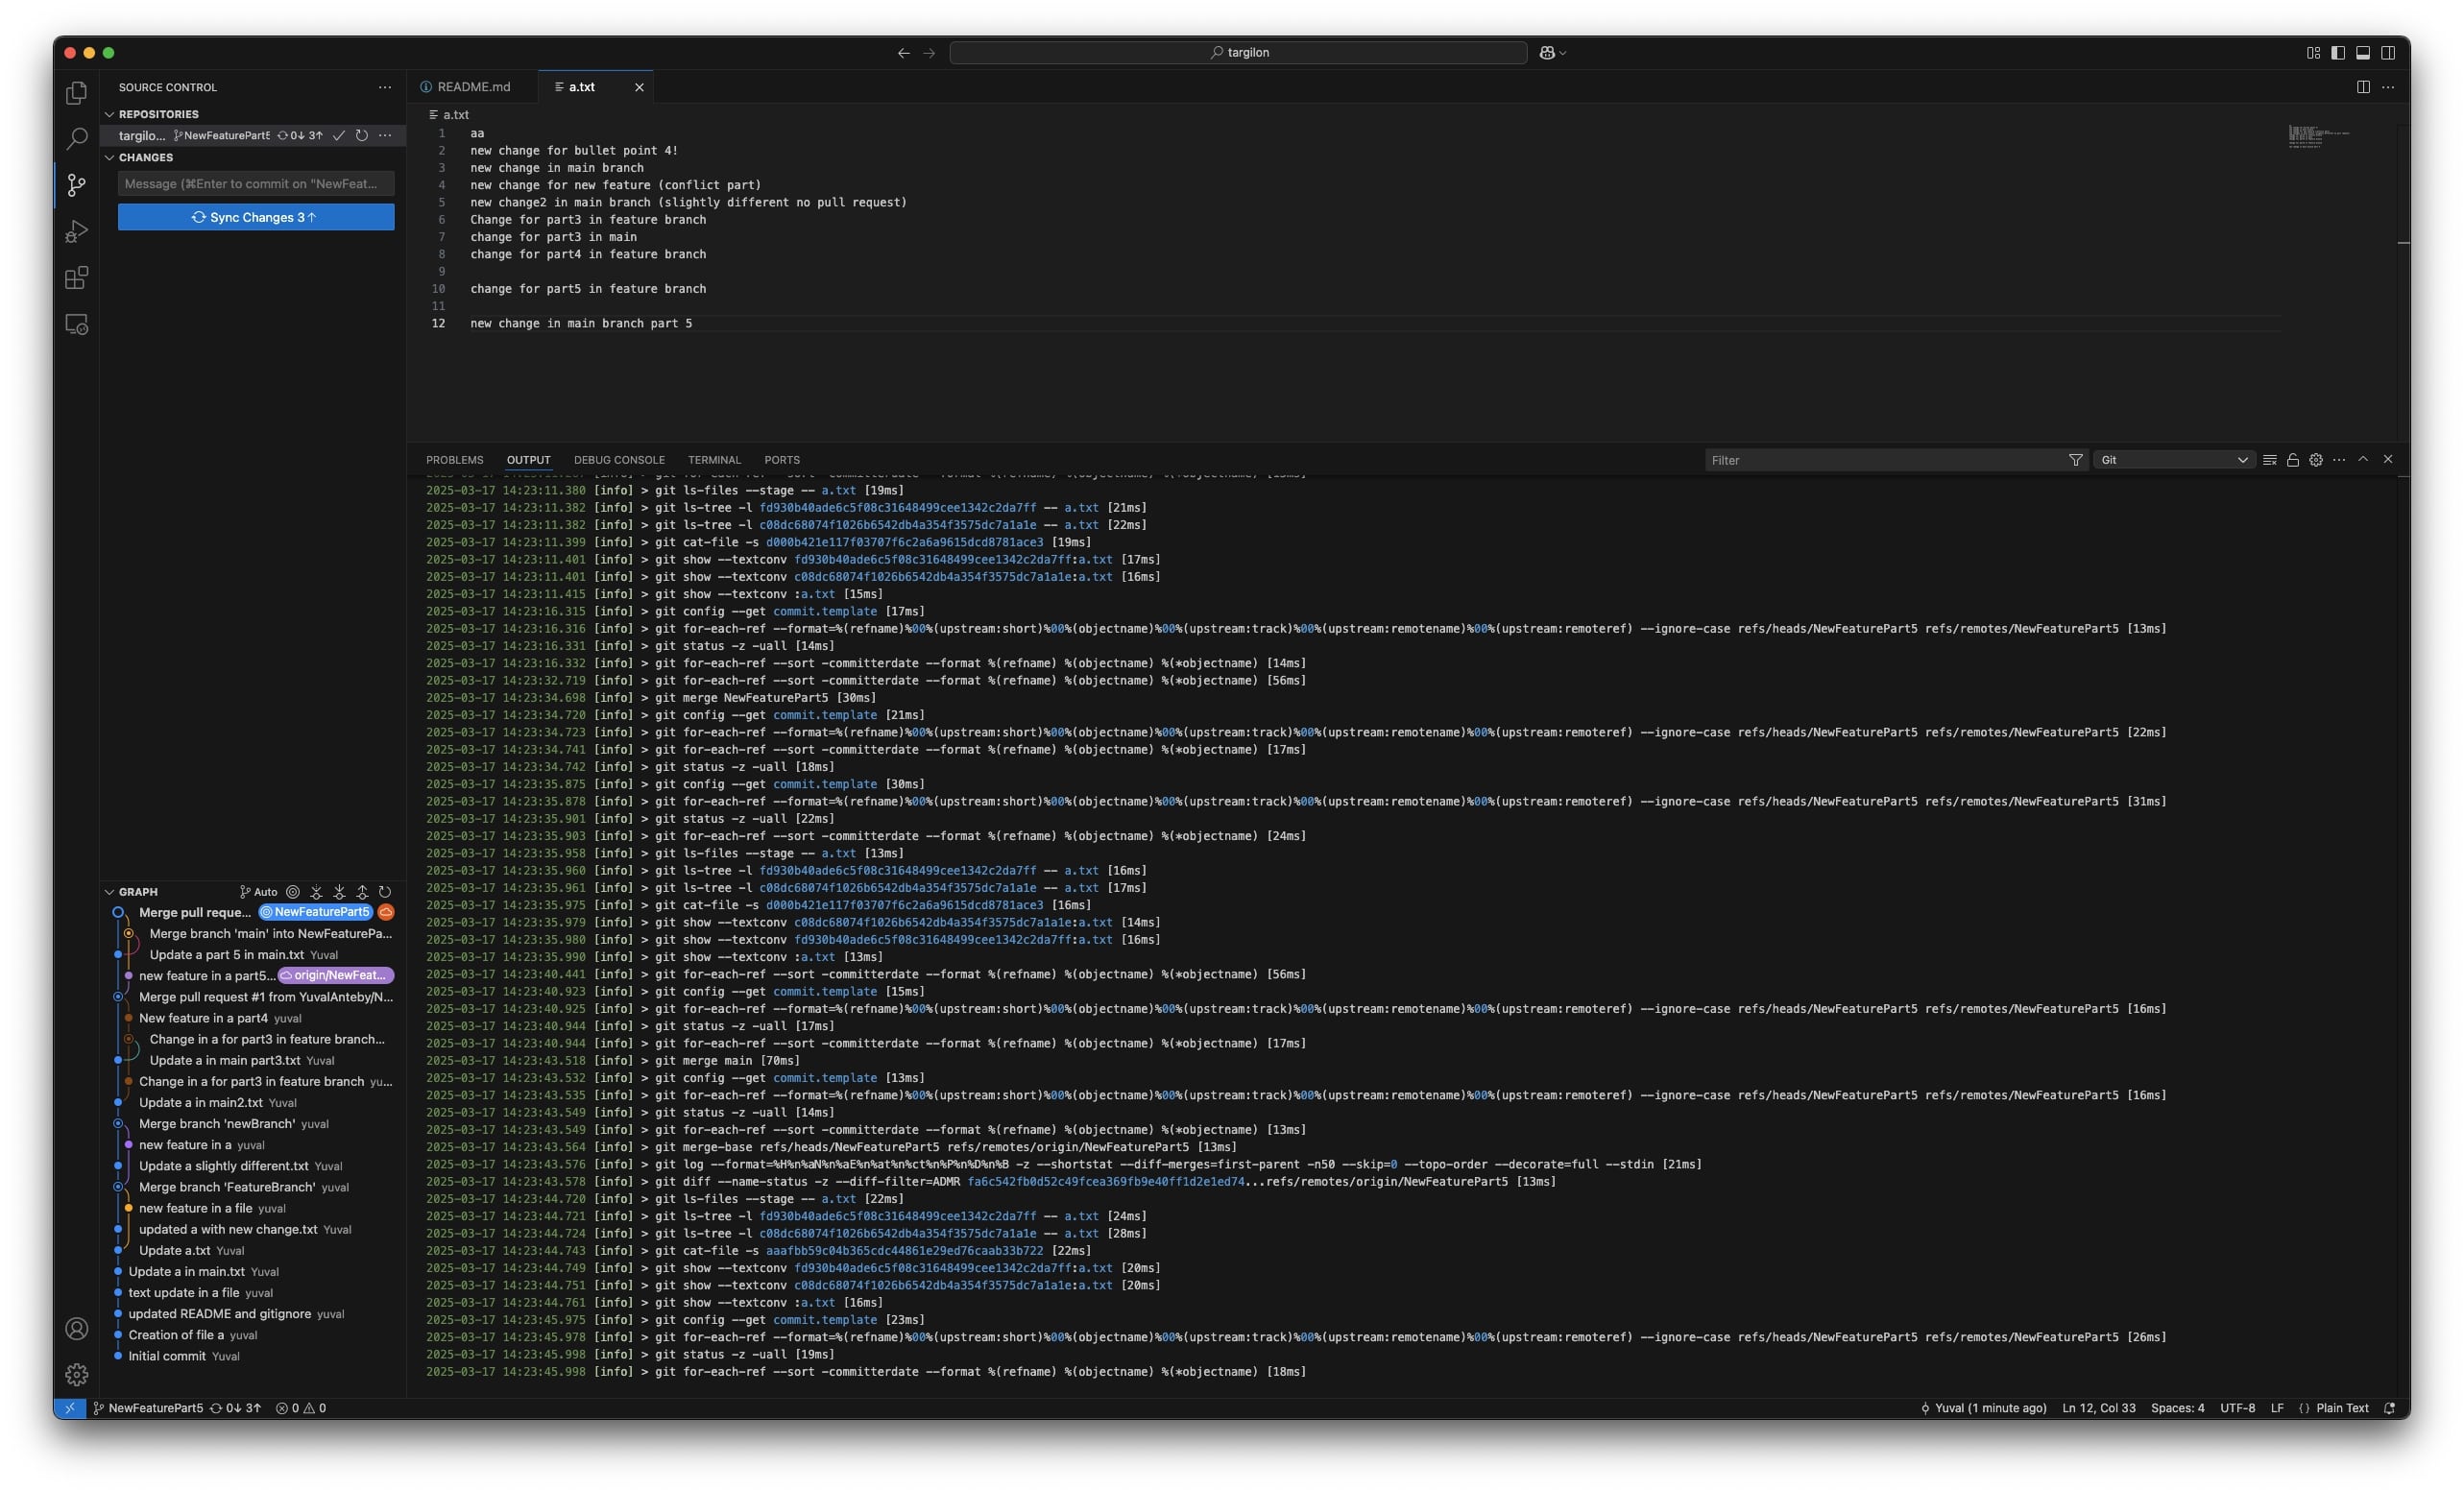 targilon
SOURCE CONTROL
REPOSITORIES
targilo... NewFeaturePart5 0↓ 3↑
CHANGES
Message (⌘Enter to commit on "NewFeat...
Sync Changes 3↑
README.md
a.txt
a.txt
1 aa
2 new change for bullet point 4!
3 new change in main branch
4 new change for new feature (conflict part)
5 new change2 in main branch (slightly different no pull request)
6 Change for part3 in feature branch
7 change for part3 in main
8 change for part4 in feature branch
9
10 change for part5 in feature branch
11
12 new change in main branch part 5
PROBLEMS OUTPUT DEBUG CONSOLE TERMINAL PORTS
Filter
Git
2025-03-17 14:23:11.380 [info] > git ls-files --stage -- a.txt [19ms]
2025-03-17 14:23:11.382 [info] > git ls-tree -l fd930b40ade6c5f08c31648499cee1342c2da7ff -- a.txt [21ms]
2025-03-17 14:23:11.382 [info] > git ls-tree -l c08dc68074f1026b6542db4a354f3575dc7a1a1e -- a.txt [22ms]
2025-03-17 14:23:11.399 [info] > git cat-file -s d000b421e117f03707f6c2a6a9615dcd8781ace3 [19ms]
2025-03-17 14:23:11.401 [info] > git show --textconv fd930b40ade6c5f08c31648499cee1342c2da7ff:a.txt [17ms]
2025-03-17 14:23:11.401 [info] > git show --textconv c08dc68074f1026b6542db4a354f3575dc7a1a1e:a.txt [16ms]
2025-03-17 14:23:11.415 [info] > git show --textconv :a.txt [15ms]
2025-03-17 14:23:16.315 [info] > git config --get commit.template [17ms]
2025-03-17 14:23:16.316 [info] > git for-each-ref --format=%(refname)%00%(upstream:short)%00%(objectname)%00%(upstream:track)%00%(upstream:remotename)%00%(upstream:remoteref) --ignore-case refs/heads/NewFeaturePart5 refs/remotes/NewFeaturePart5 [13ms]
2025-03-17 14:23:16.331 [info] > git status -z -uall [14ms]
2025-03-17 14:23:16.332 [info] > git for-each-ref --sort -committerdate --format %(refname) %(objectname) %(*objectname) [14ms]
2025-03-17 14:23:32.719 [info] > git for-each-ref --sort -committerdate --format %(refname) %(objectname) %(*objectname) [56ms]
2025-03-17 14:23:34.698 [info] > git merge NewFeaturePart5 [30ms]
2025-03-17 14:23:34.720 [info] > git config --get commit.template [21ms]
2025-03-17 14:23:34.723 [info] > git for-each-ref --format=%(refname)%00%(upstream:short)%00%(objectname)%00%(upstream:track)%00%(upstream:remotename)%00%(upstream:remoteref) --ignore-case refs/heads/NewFeaturePart5 refs/remotes/NewFeaturePart5 [22ms]
2025-03-17 14:23:34.741 [info] > git for-each-ref --sort -committerdate --format %(refname) %(objectname) %(*objectname) [17ms]
2025-03-17 14:23:34.742 [info] > git status -z -uall [18ms]
2025-03-17 14:23:35.875 [info] > git config --get commit.template [30ms]
2025-03-17 14:23:35.878 [info] > git for-each-ref --format=%(refname)%00%(upstream:short)%00%(objectname)%00%(upstream:track)%00%(upstream:remotename)%00%(upstream:remoteref) --ignore-case refs/heads/NewFeaturePart5 refs/remotes/NewFeaturePart5 [31ms]
2025-03-17 14:23:35.901 [info] > git status -z -uall [22ms]
2025-03-17 14:23:35.903 [info] > git for-each-ref --sort -committerdate --format %(refname) %(objectname) %(*objectname) [24ms]
2025-03-17 14:23:35.958 [info] > git ls-files --stage -- a.txt [13ms]
2025-03-17 14:23:35.960 [info] > git ls-tree -l fd930b40ade6c5f08c31648499cee1342c2da7ff -- a.txt [16ms]
2025-03-17 14:23:35.961 [info] > git ls-tree -l c08dc68074f1026b6542db4a354f3575dc7a1a1e -- a.txt [17ms]
2025-03-17 14:23:35.975 [info] > git cat-file -s d000b421e117f03707f6c2a6a9615dcd8781ace3 [16ms]
2025-03-17 14:23:35.979 [info] > git show --textconv c08dc68074f1026b6542db4a354f3575dc7a1a1e:a.txt [14ms]
2025-03-17 14:23:35.980 [info] > git show --textconv fd930b40ade6c5f08c31648499cee1342c2da7ff:a.txt [16ms]
2025-03-17 14:23:35.990 [info] > git show --textconv :a.txt [13ms]
2025-03-17 14:23:40.441 [info] > git for-each-ref --sort -committerdate --format %(refname) %(objectname) %(*objectname) [56ms]
2025-03-17 14:23:40.923 [info] > git config --get commit.template [15ms]
2025-03-17 14:23:40.925 [info] > git for-each-ref --format=%(refname)%00%(upstream:short)%00%(objectname)%00%(upstream:track)%00%(upstream:remotename)%00%(upstream:remoteref) --ignore-case refs/heads/NewFeaturePart5 refs/remotes/NewFeaturePart5 [16ms]
2025-03-17 14:23:40.944 [info] > git status -z -uall [17ms]
2025-03-17 14:23:40.944 [info] > git for-each-ref --sort -committerdate --format %(refname) %(objectname) %(*objectname) [17ms]
2025-03-17 14:23:43.518 [info] > git merge main [70ms]
2025-03-17 14:23:43.532 [info] > git config --get commit.template [13ms]
2025-03-17 14:23:43.535 [info] > git for-each-ref --format=%(refname)%00%(upstream:short)%00%(objectname)%00%(upstream:track)%00%(upstream:remotename)%00%(upstream:remoteref) --ignore-case refs/heads/NewFeaturePart5 refs/remotes/NewFeaturePart5 [16ms]
2025-03-17 14:23:43.549 [info] > git status -z -uall [14ms]
2025-03-17 14:23:43.549 [info] > git for-each-ref --sort -committerdate --format %(refname) %(objectname) %(*objectname) [13ms]
2025-03-17 14:23:43.564 [info] > git merge-base refs/heads/NewFeaturePart5 refs/remotes/origin/NewFeaturePart5 [13ms]
2025-03-17 14:23:43.576 [info] > git log --format=%H%n%aN%n%aE%n%at%n%ct%n%P%n%D%n%B -z --shortstat --diff-merges=first-parent -n50 --skip=0 --topo-order --decorate=full --stdin [21ms]
2025-03-17 14:23:43.578 [info] > git diff --name-status -z --diff-filter=ADMR fa6c542fb0d52c49fcea369fb9e40ff1d2e1ed74...refs/remotes/origin/NewFeaturePart5 [13ms]
2025-03-17 14:23:44.720 [info] > git ls-files --stage -- a.txt [22ms]
2025-03-17 14:23:44.721 [info] > git ls-tree -l fd930b40ade6c5f08c31648499cee1342c2da7ff -- a.txt [24ms]
2025-03-17 14:23:44.724 [info] > git ls-tree -l c08dc68074f1026b6542db4a354f3575dc7a1a1e -- a.txt [28ms]
2025-03-17 14:23:44.743 [info] > git cat-file -s aaafbb59c04b365cdc44861e29ed76caab33b722 [22ms]
2025-03-17 14:23:44.749 [info] > git show --textconv fd930b40ade6c5f08c31648499cee1342c2da7ff:a.txt [20ms]
2025-03-17 14:23:44.751 [info] > git show --textconv c08dc68074f1026b6542db4a354f3575dc7a1a1e:a.txt [20ms]
2025-03-17 14:23:44.761 [info] > git show --textconv :a.txt [16ms]
2025-03-17 14:23:45.975 [info] > git config --get commit.template [23ms]
2025-03-17 14:23:45.978 [info] > git for-each-ref --format=%(refname)%00%(upstream:short)%00%(objectname)%00%(upstream:track)%00%(upstream:remotename)%00%(upstream:remoteref) --ignore-case refs/heads/NewFeaturePart5 refs/remotes/NewFeaturePart5 [26ms]
2025-03-17 14:23:45.998 [info] > git status -z -uall [19ms]
2025-03-17 14:23:45.998 [info] > git for-each-ref --sort -committerdate --format %(refname) %(objectname) %(*objectname) [18ms]
GRAPH Auto
Merge pull reque... NewFeaturePart5
Merge branch 'main' into NewFeaturePa...
Update a part 5 in main.txt Yuval
new feature in a part5... origin/NewFeat...
Merge pull request #1 from YuvalAnteby/N...
New feature in a part4 yuval
Change in a for part3 in feature branch...
Update a in main part3.txt Yuval
Change in a for part3 in feature branch yu...
Update a in main2.txt Yuval
Merge branch 'newBranch' yuval
new feature in a yuval
Update a slightly different.txt Yuval
Merge branch 'FeatureBranch' yuval
new feature in a file yuval
updated a with new change.txt Yuval
Update a.txt Yuval
Update a in main.txt Yuval
text update in a file yuval
updated README and gitignore yuval
Creation of file a yuval
Initial commit Yuval
NewFeaturePart5 0↓ 3↑ 0 0
Yuval (1 minute ago) Ln 12, Col 33 Spaces: 4 UTF-8 LF {} Plain Text